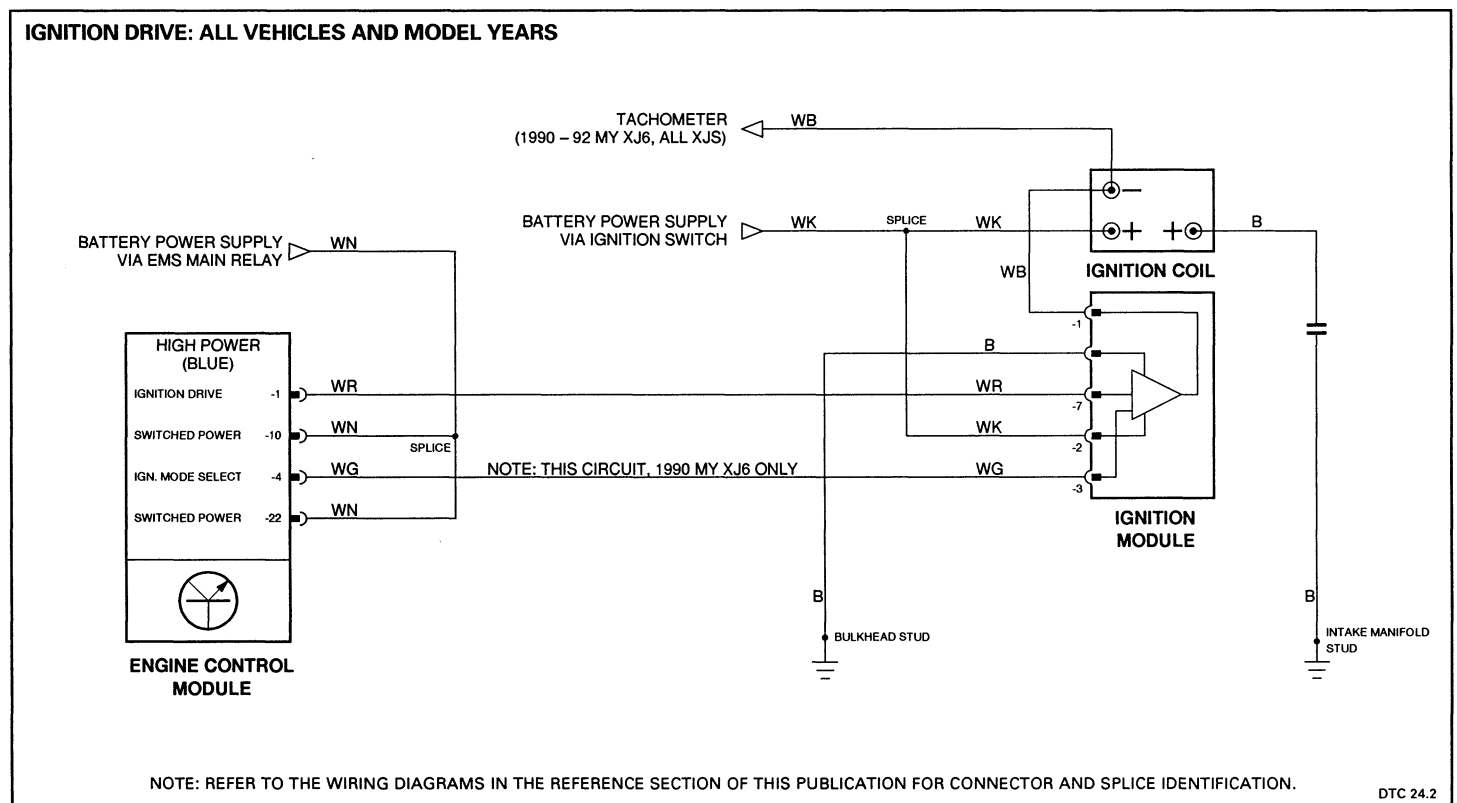 IGNITION DRIVE: ALL VEHICLES AND MODEL YEARS
TACHOMETER
(1990 – 92 MY XJ6, ALL XJS)
WB
−
BATTERY POWER SUPPLY
VIA IGNITION SWITCH
WK
SPLICE
WK
+
+
B
BATTERY POWER SUPPLY
VIA EMS MAIN RELAY
WN
WB
IGNITION COIL
HIGH POWER
(BLUE)
-1
B
IGNITION DRIVE
-1
WR
WR
-7
SWITCHED POWER
-10
WN
SPLICE
WK
-2
IGN. MODE SELECT
-4
WG
NOTE: THIS CIRCUIT, 1990 MY XJ6 ONLY
WG
-3
SWITCHED POWER
-22
WN
IGNITION
MODULE
B
B
BULKHEAD STUD
INTAKE MANIFOLD
STUD
ENGINE CONTROL
MODULE
NOTE: REFER TO THE WIRING DIAGRAMS IN THE REFERENCE SECTION OF THIS PUBLICATION FOR CONNECTOR AND SPLICE IDENTIFICATION.
DTC 24.2